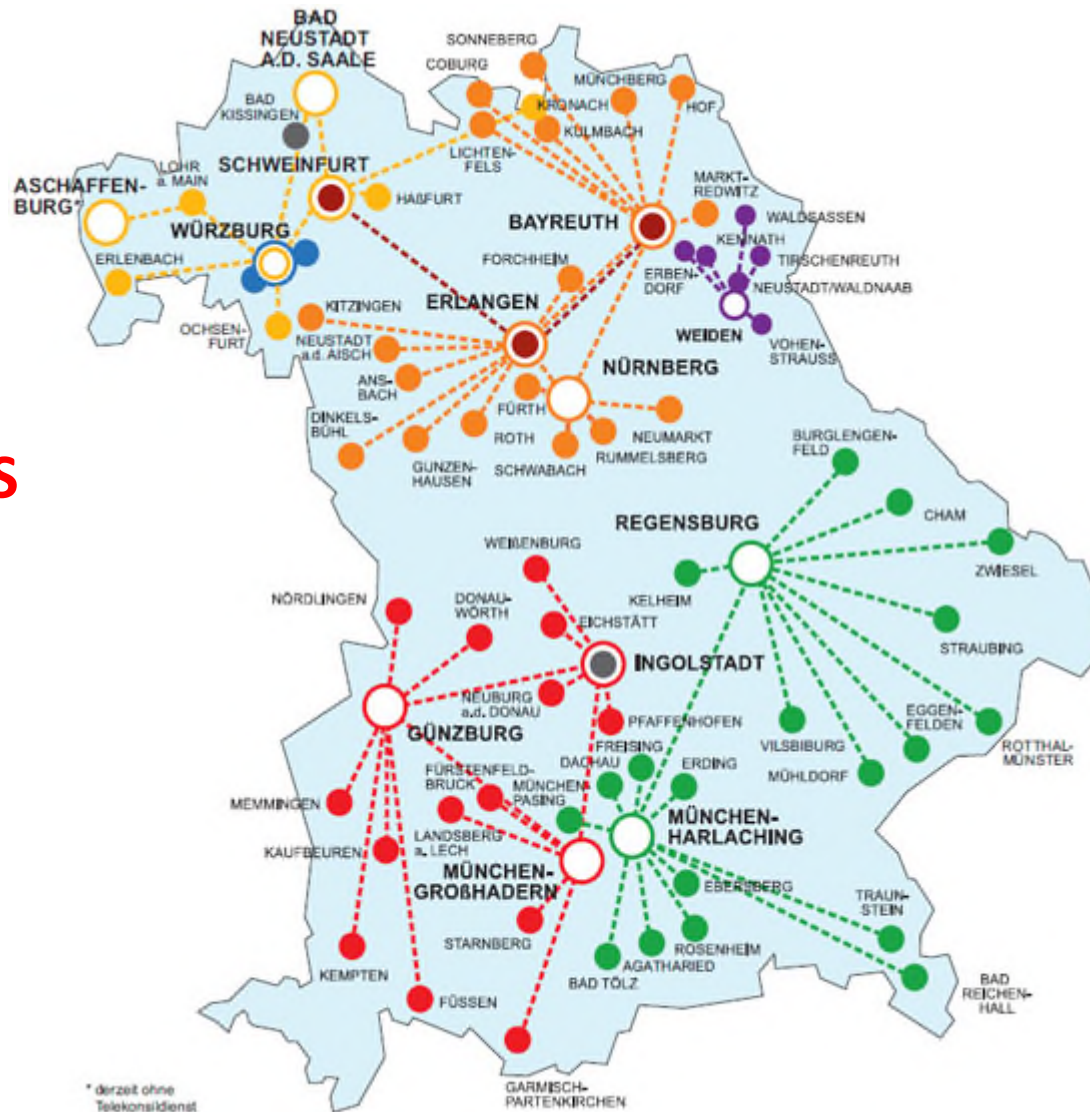 BAD
NEUSTADT
A.D. SAALE
SONNEBERG
COBURG
MÜNCHBERG
HOF
BAD
KISSINGEN
KRONACH
KULMBACH
LICHTEN-
FELS
SCHWEINFURT
LOHR
a. MAIN
ASCHAFFEN-
BURG*
HAßFURT
MARKT-
REDWITZ
WALDSASSEN
WÜRZBURG
BAYREUTH
KEMNATH
TIRSCHENREUTH
ERLENBACH
FORCHHEIM
ERBEN-
DORF
NEUSTADT/WALDNAAB
ERLANGEN
KITZINGEN
OCHSEN-
FURT
NEUSTADT
a.d. AISCH
WEIDEN
VOHEN-
STRAUSS
NÜRNBERG
ANS-
BACH
FÜRTH
DINKELS-
BÜHL
ROTH
NEUMARKT
RUMMELSBERG
SCHWABACH
GUNZEN-
HAUSEN
S
BURGLENGEN-
FELD
CHAM
REGENSBURG
ZWIESEL
WEIßENBURG
KELHEIM
NÖRDLINGEN
DONAU-
WÖRTH
EICHSTÄTT
STRAUBING
INGOLSTADT
NEUBURG
a.d. DONAU
PFAFFENHOFEN
EGGEN-
FELDEN
GÜNZBURG
VILSBIBURG
ROTTHAL-
MÜNSTER
FREISING
DACHAU
ERDING
MÜHLDORF
FÜRSTENFELD-
BRUCK
MÜNCHEN-
PASING
MEMMINGEN
MÜNCHEN-
HARLACHING
LANDSBERG
a. LECH
KAUFBEUREN
MÜNCHEN-
GROßHADERN
EBERSBERG
TRAUN-
STEIN
STARNBERG
ROSENHEIM
AGATHARIED
BAD TÖLZ
KEMPTEN
FÜSSEN
BAD
REICHEN-
HALL
GARMISCH-
PARTENKIRCHEN
* derzeit ohne
Telekonsildienst